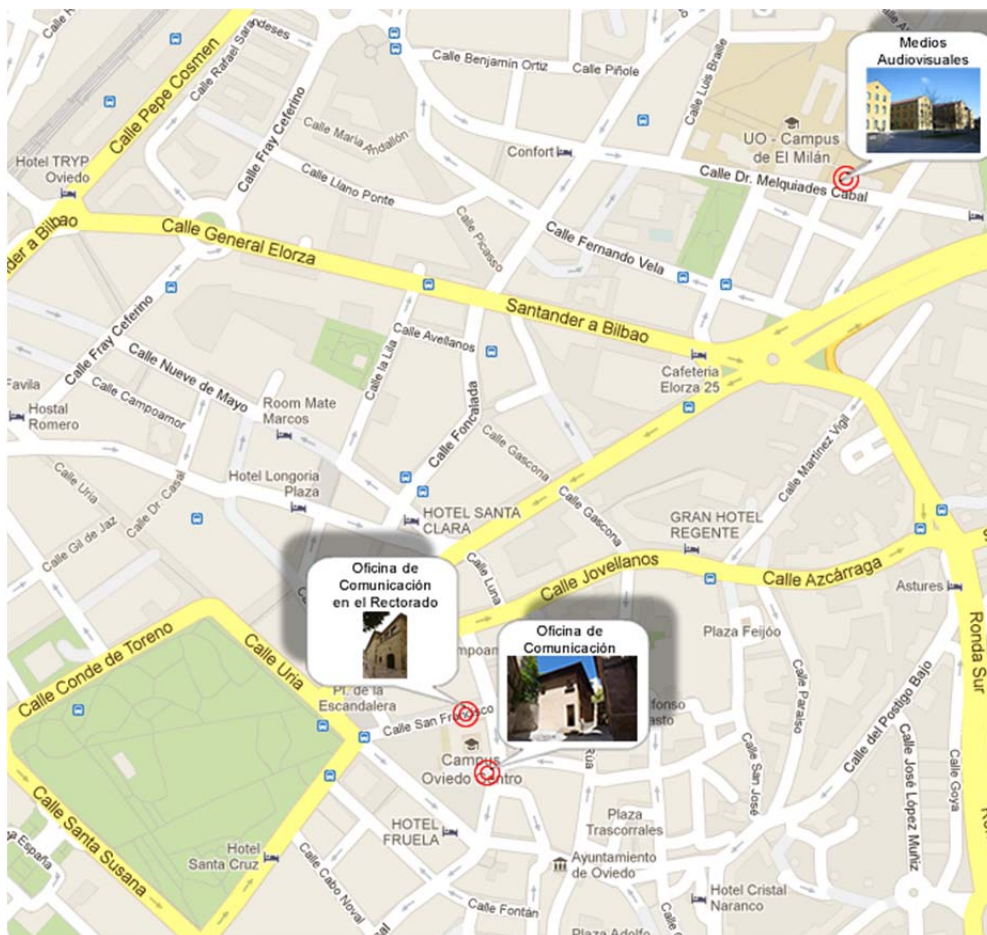 Medios
Audiovisuales
Calle Rafael Sara
Calle Pepe Cosmen
Calle Benjamín Ortiz
Calle Piñole
Calle Luis Braille
Calle Fray Ceferino
Calle María
Andallón
Hotel TRYP
Oviedo
Confort
UO - Campus
de El Milán
Calle Dr. Melquiades Cabal
Calle Llano Ponte
Calle Picasso
Calle General Elorza
Calle Fernando Vela
Santander a Bilbao
Calle Fray Ceferino
Calle la Lila
Calle Avellanos
Cafeteria
Elorza 25
Calle Nueve de Mayo
Favila
Calle Campoamor
Hostal
Romero
Room Mate
Marcos
Calle Foncalada
Calle Gascona
Calle Martínez Vigil
Calle Uria
Calle Dr. Casal
Hotel Longoria
Plaza
HOTEL SANTA
CLARA
Calle Gascona
GRAN HOTEL
REGENTE
Calle Gil de Jaz
Calle Luna
Calle Jovellanos
Calle Azcárraga
Astures
Oficina de
Comunicación
en el Rectorado
Oficina de
Comunicación
Plaza Feijóo
Ronda Sur
Calle Conde de Toreno
Calle Uria
Pl. de la
Escandalera
Calle San Francisco
Calle Paraiso
Calle del Postigo Bajo
Campus
Oviedo Centro
Rúa
Calle San José
Calle José López Muñiz
Calle Goya
Calle Santa Susana
España
HOTEL
FRUELA
Plaza
Trascorrales
Hotel
Santa Cruz
Ayuntamiento
de Oviedo
Calle Cabo Noval
Hotel Cristal
Naranco
Calle Fontán
Plaza Adolfo